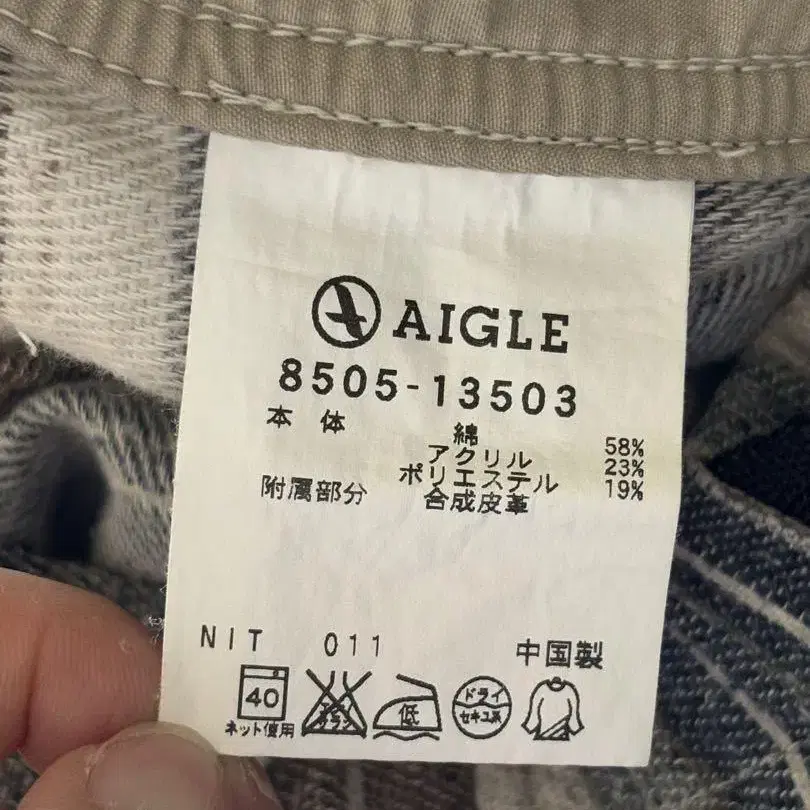 AIGLE
8505-13503
本体 綿 58%
アクリル 23%
ポリエステル 19%
附属部分 合成皮革
NIT 011 中国製
40 低 ドライ
セキユ系
ネット使用